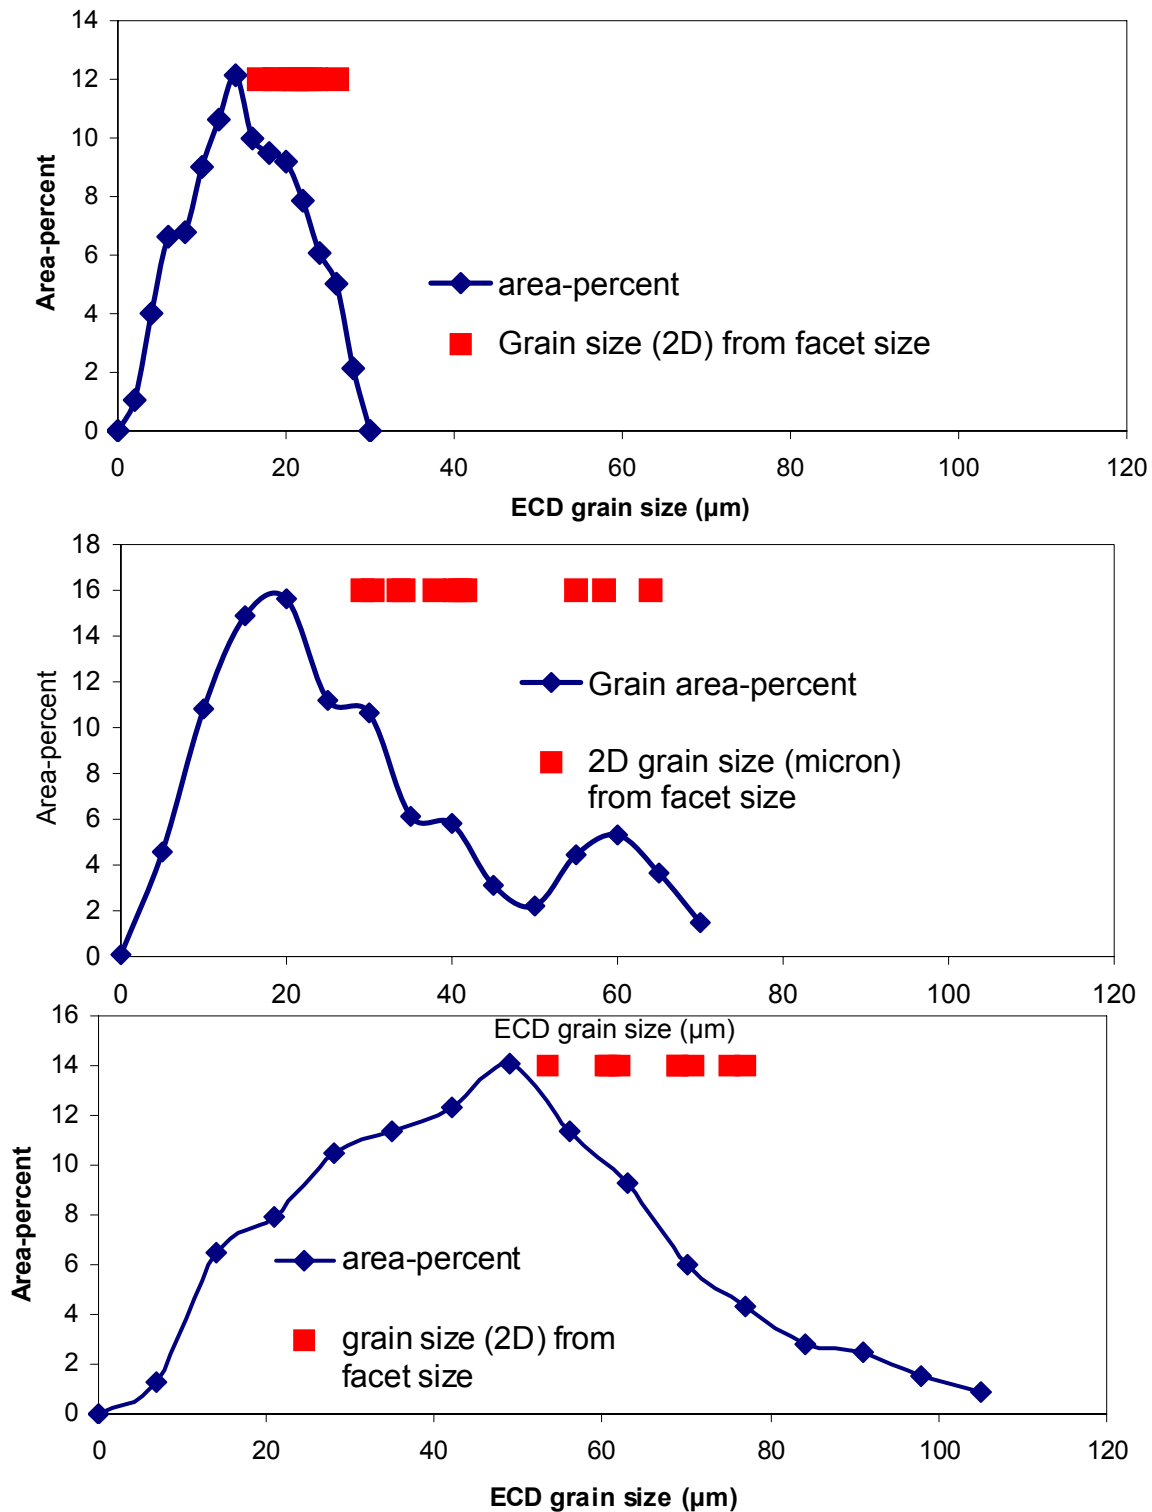 14
12
10
8
6
4
2
0
Area-percent
area-percent
Grain size (2D) from facet size
0 20 40 60 80 100 120
ECD grain size (µm)
18
16
14
12
10
8
6
4
2
0
Area-percent
Grain area-percent
2D grain size (micron)
from facet size
0 20 40 60 80 100 120
ECD grain size (µm)
16
14
12
10
8
6
4
2
0
Area-percent
area-percent
grain size (2D) from
facet size
0 20 40 60 80 100 120
ECD grain size (µm)